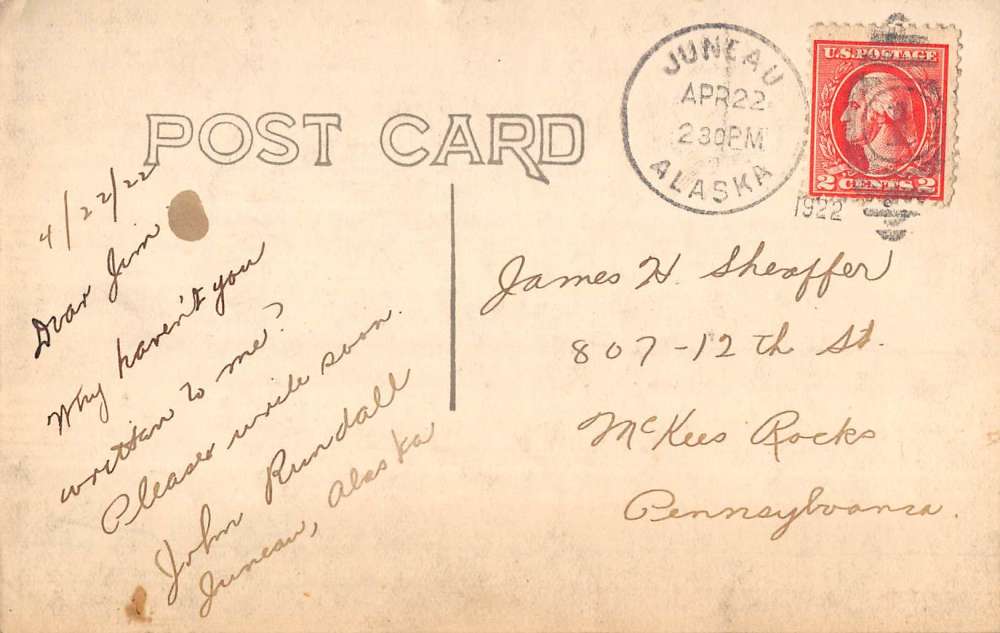 POST CARD
JUNEAU
APR 22
2 30 PM
ALASKA
1922
U.S. POSTAGE
2 CENTS 2
4/22/22
Dear Jim
Why haven't you
written to me?
Please write soon.
John Rundall
Juneau, Alaska
James H. Sheaffer
807-12th St.
McKees Rocks
Pennsylvania.